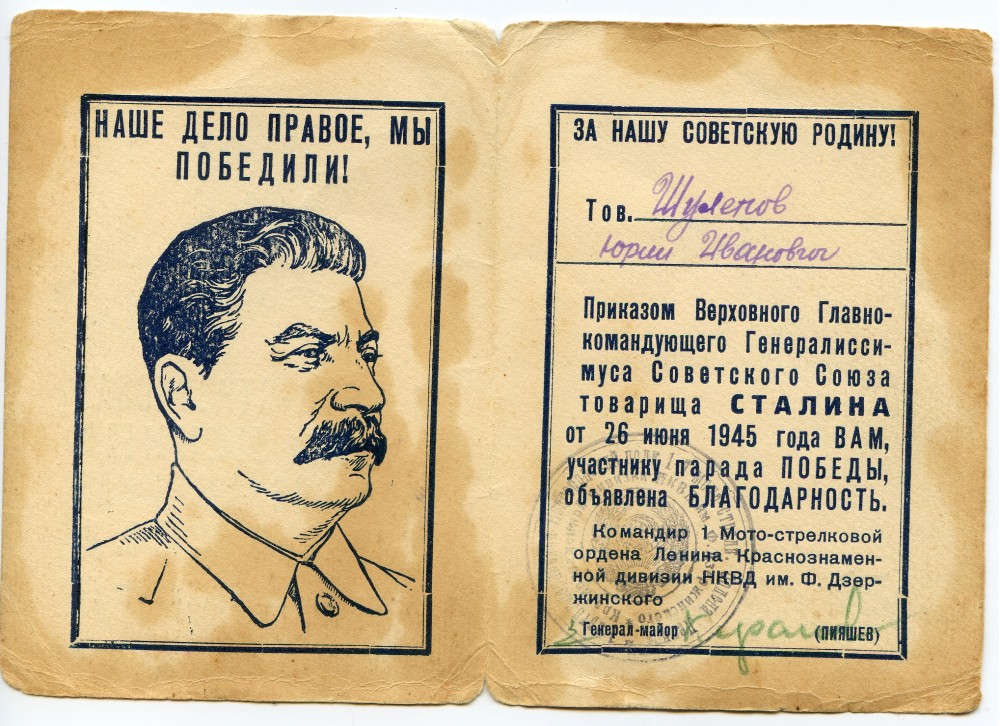 НАШЕ ДЕЛО ПРАВОЕ, МЫ
ПОБЕДИЛИ!
ЗА НАШУ СОВЕТСКУЮ РОДИНУ!
Тов. Шуленов
Юрии Иванович
Приказом Верховного Главно-
командующего Генералисси-
муса Советского Союза
товарища СТАЛИНА
от 26 июня 1945 года ВАМ,
участнику парада ПОБЕДЫ,
объявлена БЛАГОДАРНОСТЬ.
Командир 1 Мото-стрелковой
ордена Ленина Краснознамен-
ной дивизии НКВД им. Ф. Дзер-
жинского
Генерал-майор (ПИЯШЕВ)